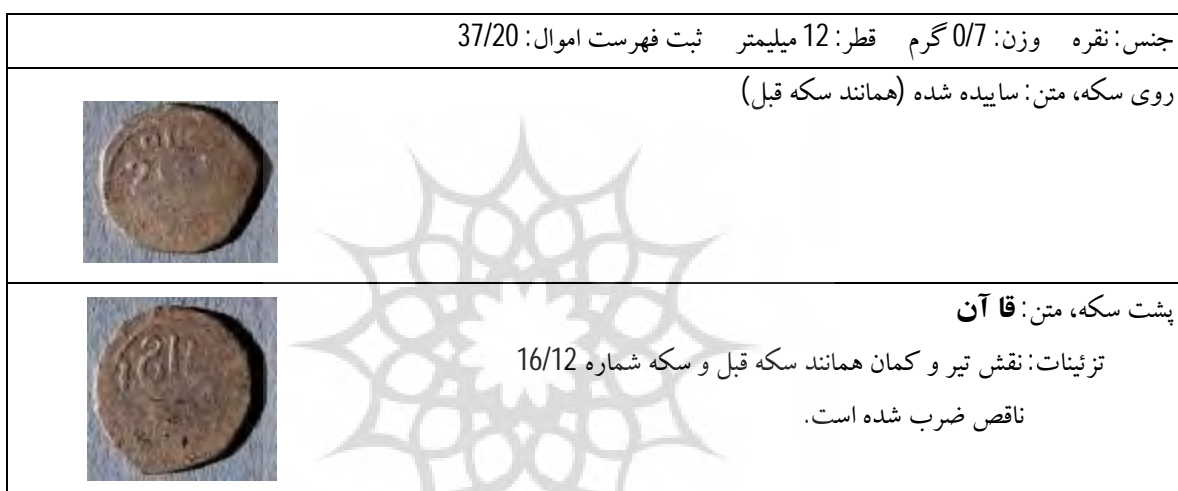 جنس: نقره وزن: 0/7 گرم قطر: 12 میلیمتر ثبت فهرست اموال: 37/20
روی سکه، متن: ساییده شده (همانند سکه قبل)
پشت سکه، متن: قا آن
تزئینات: نقش تیر و کمان همانند سکه قبل و سکه شماره 16/12
ناقص ضرب شده است.